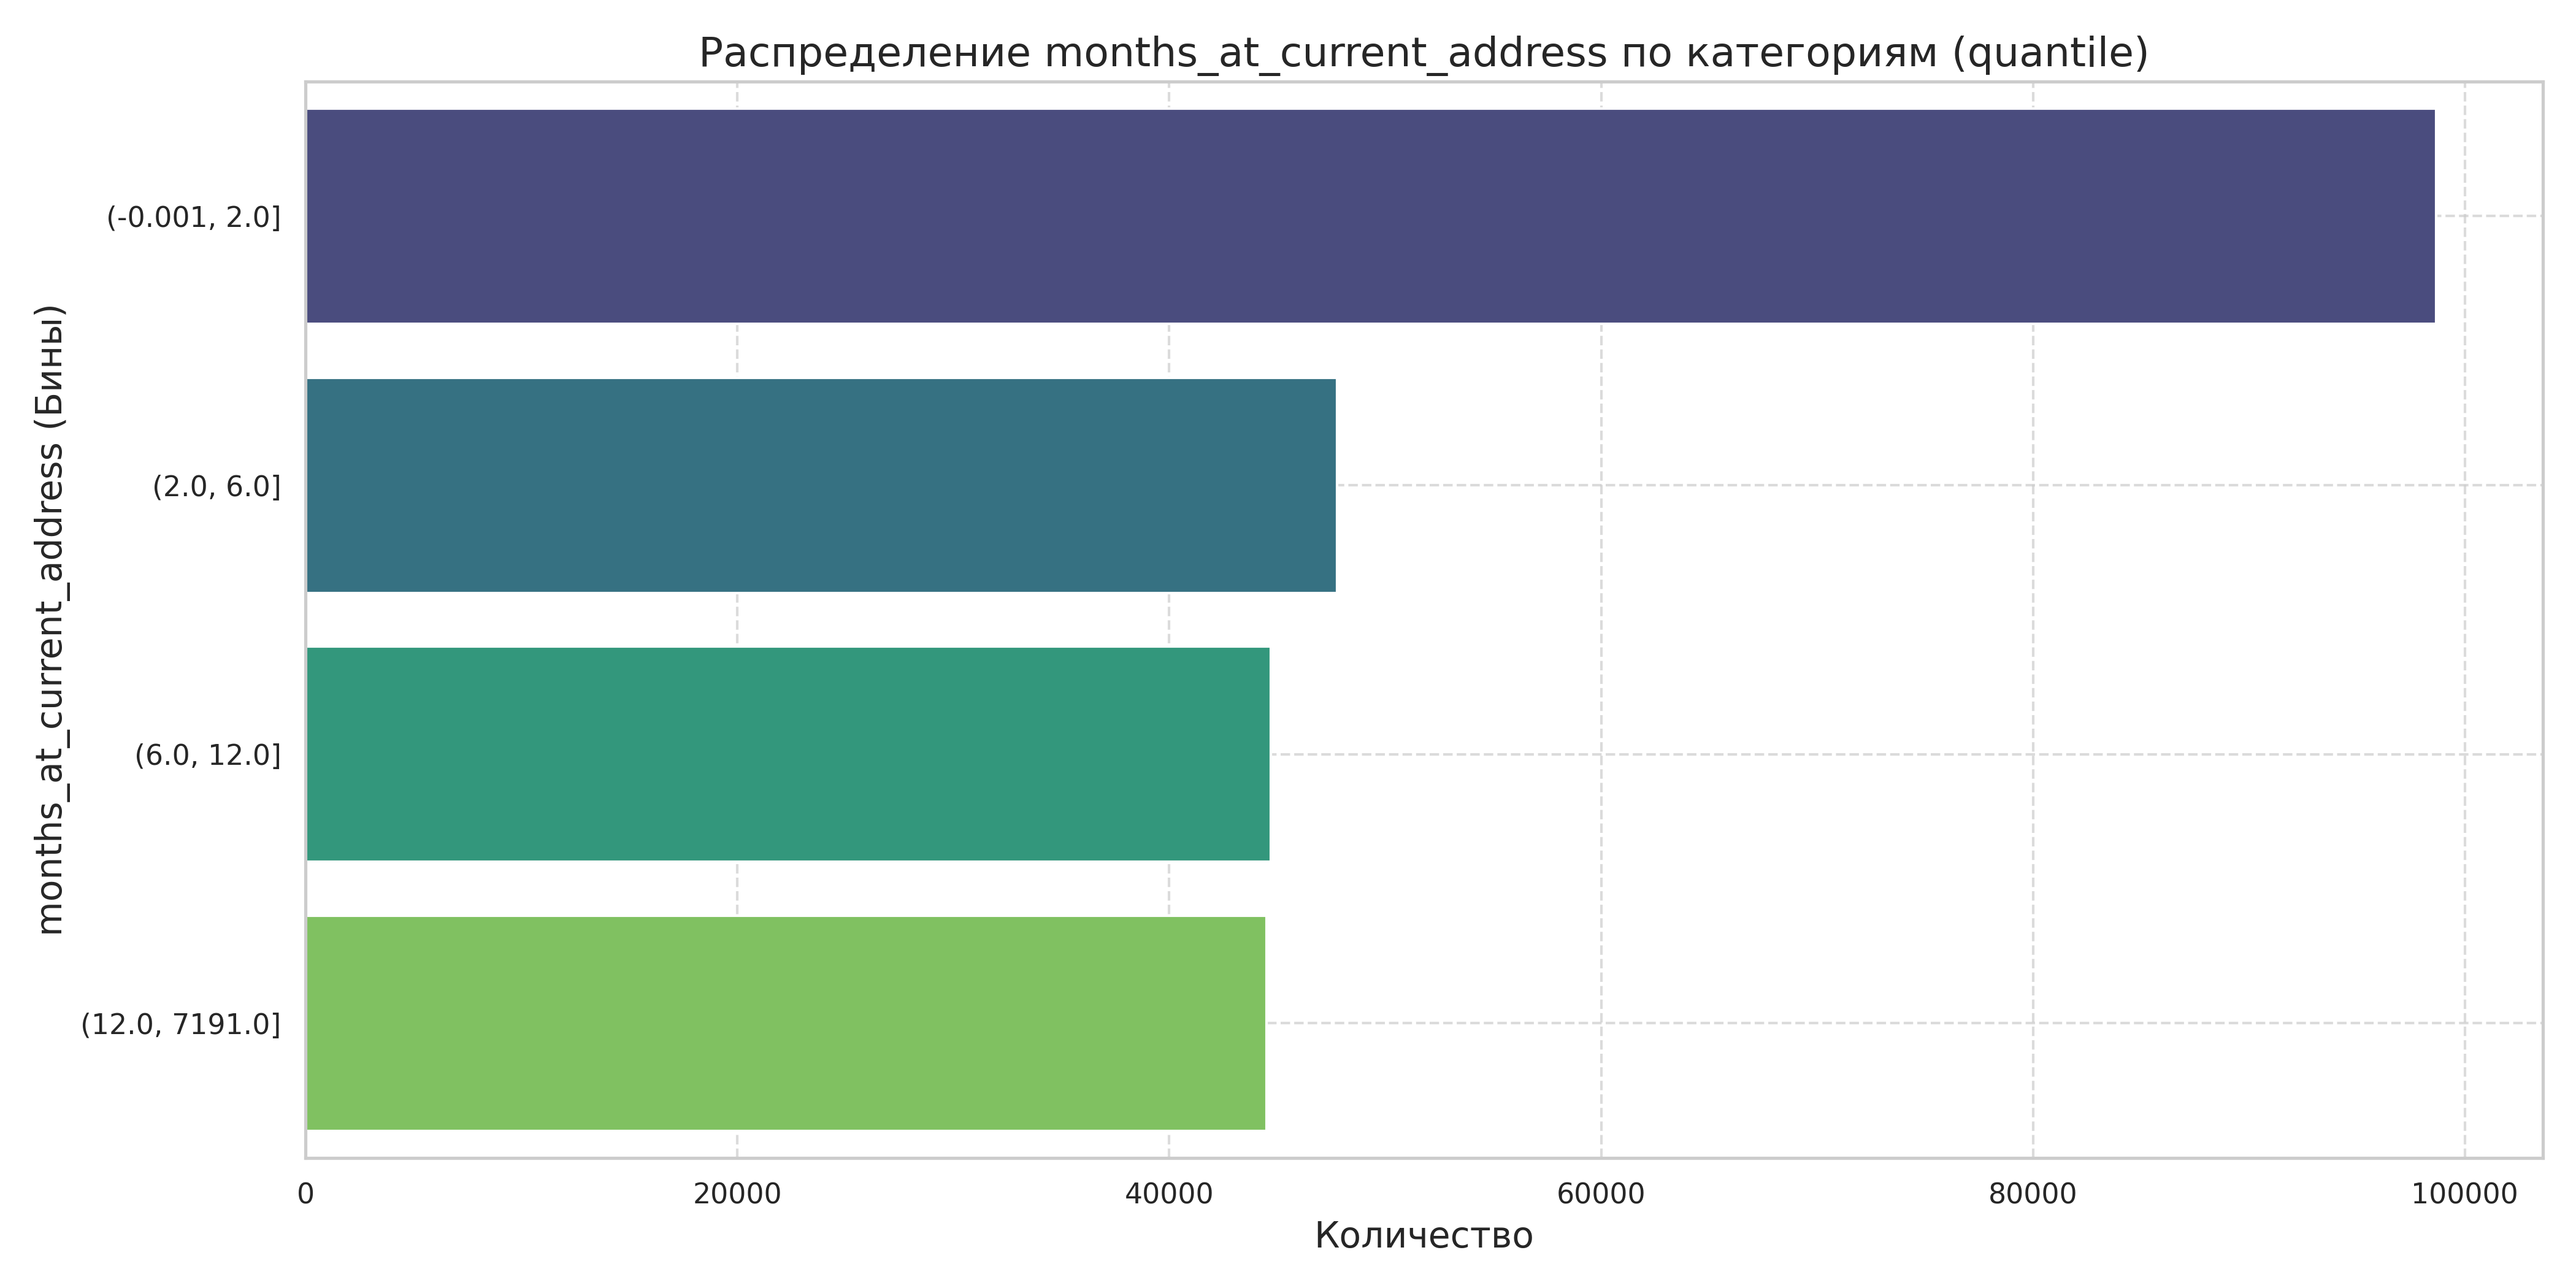 Распределение months_at_current_address по категориям (quantile)
months_at_current_address (Бины)
(-0.001, 2.0]
(2.0, 6.0]
(6.0, 12.0]
(12.0, 7191.0]
0 20000 40000 60000 80000 100000
Количество